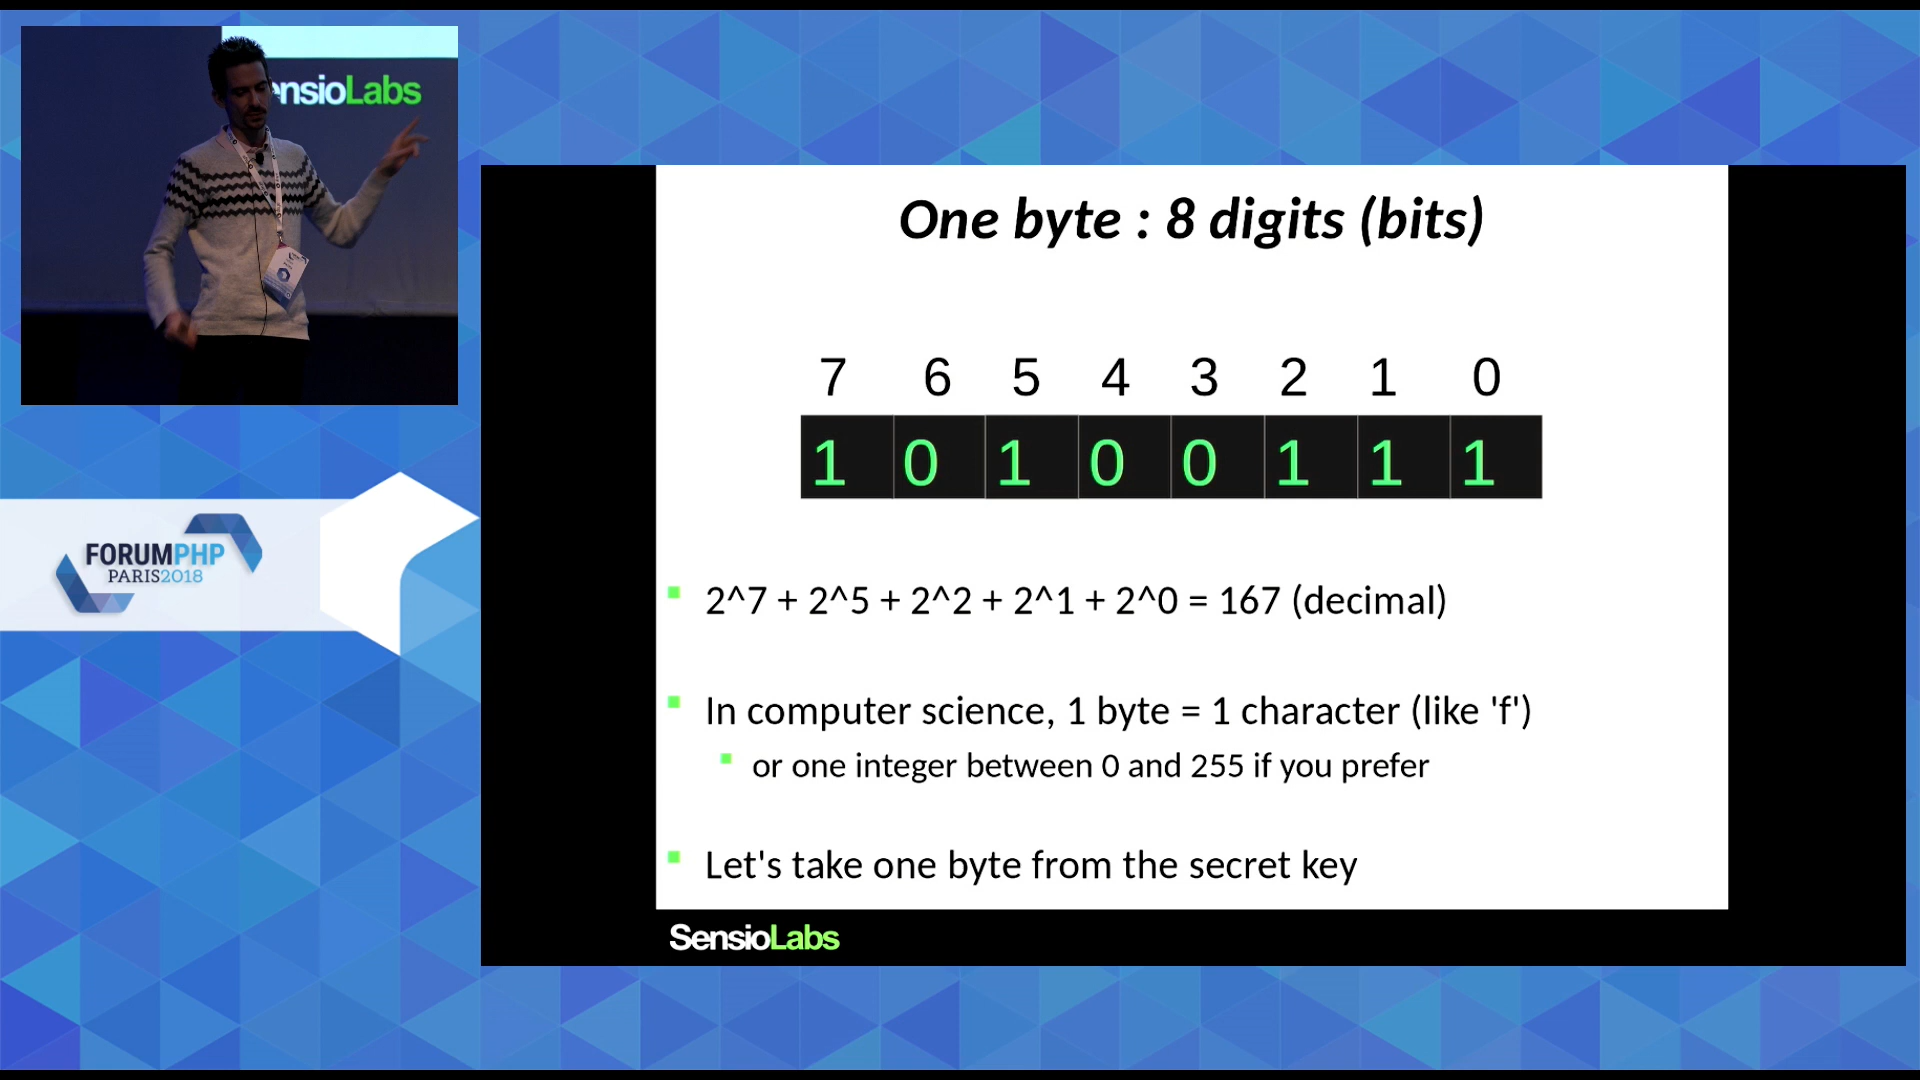 ensioLabs
One byte : 8 digits (bits)
7 6 5 4 3 2 1 0
1 0 1 0 0 1 1 1
2^7 + 2^5 + 2^2 + 2^1 + 2^0 = 167 (decimal)
In computer science, 1 byte = 1 character (like 'f')
or one integer between 0 and 255 if you prefer
Let's take one byte from the secret key
SensioLabs
FORUMPHP
PARIS2018